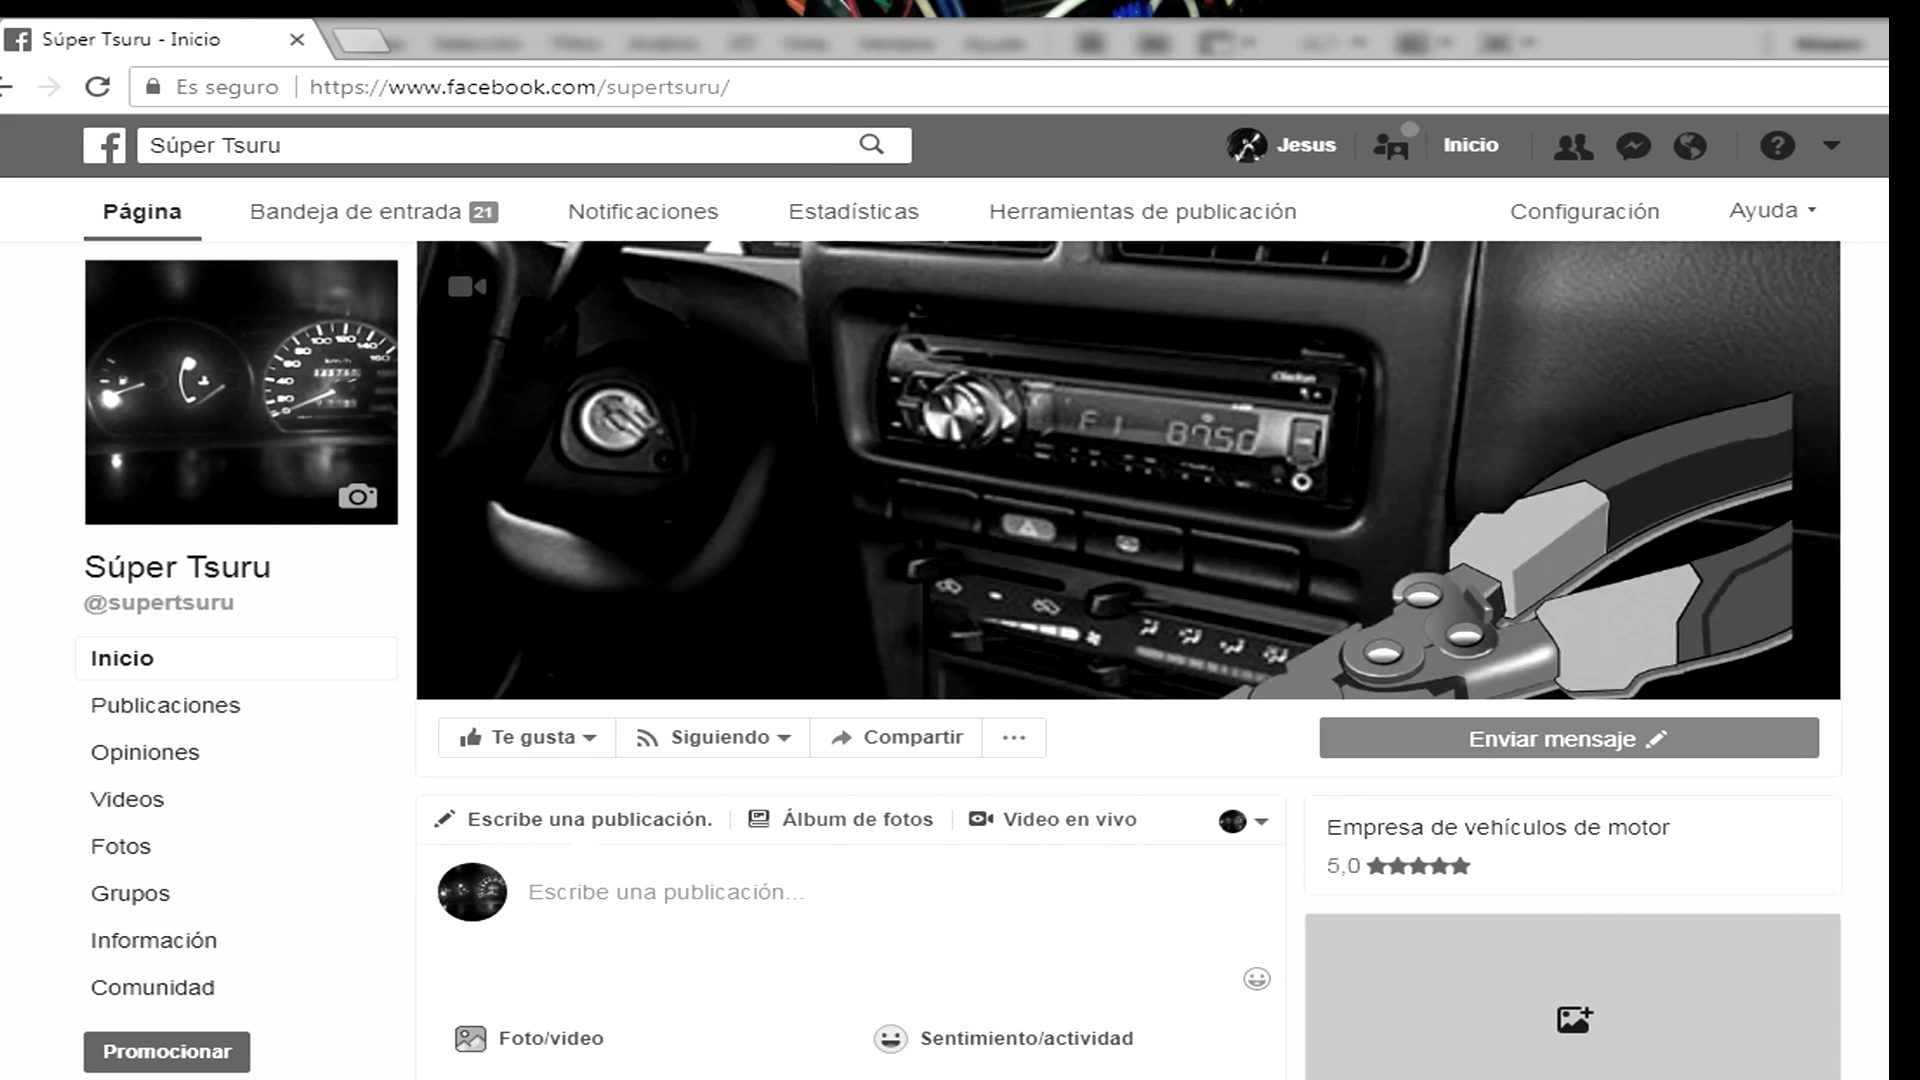 Súper Tsuru - Inicio
Es seguro https://www.facebook.com/supertsuru/
Súper Tsuru
Jesus
Inicio
Página
Bandeja de entrada 21
Notificaciones
Estadísticas
Herramientas de publicación
Configuración
Ayuda
F1 87.50
Súper Tsuru
@supertsuru
Inicio
Publicaciones
Opiniones
Videos
Fotos
Grupos
Información
Comunidad
Promocionar
Te gusta
Siguiendo
Compartir
Enviar mensaje
Escribe una publicación.
Álbum de fotos
Video en vivo
Escribe una publicación...
Foto/video
Sentimiento/actividad
Empresa de vehículos de motor
5,0